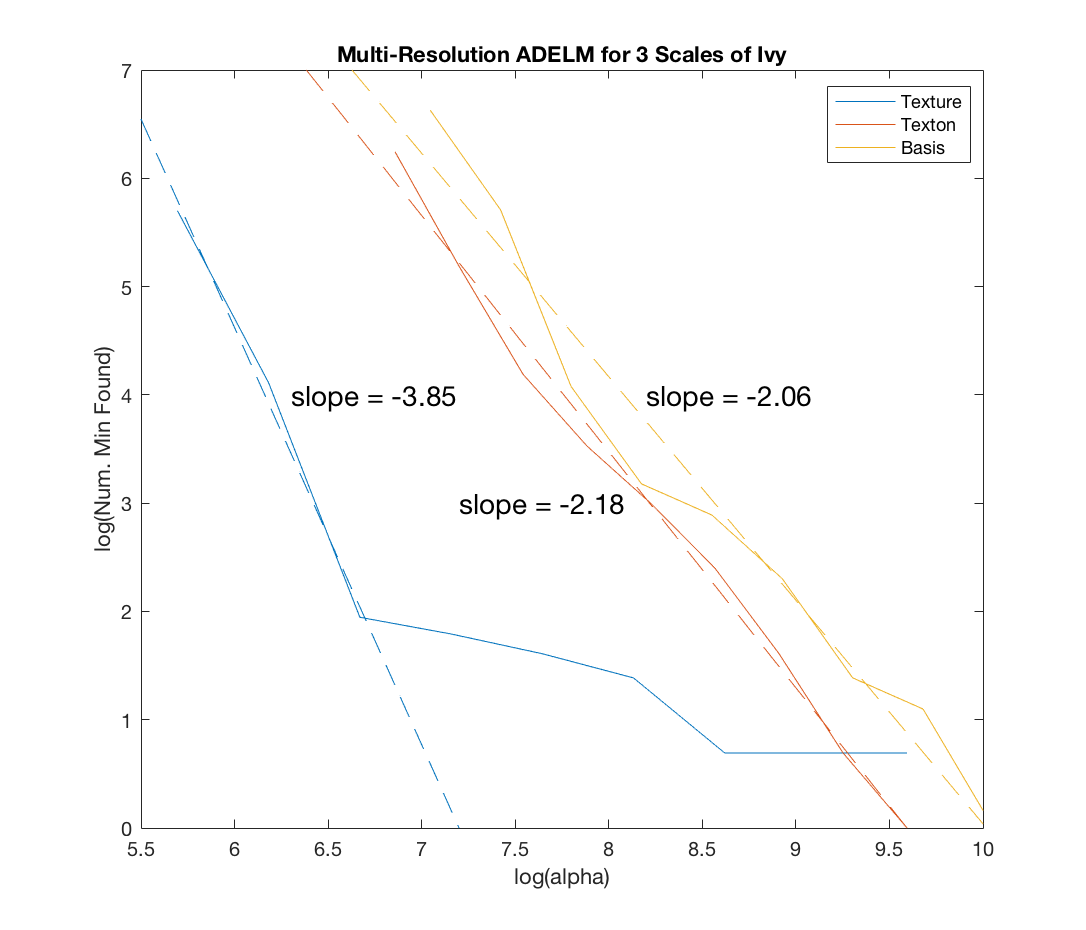 Multi-Resolution ADELM for 3 Scales of Ivy
7
6
5
4
3
2
1
0
log(Num. Min Found)
Texture
Texton
Basis
slope = -3.85
slope = -2.06
slope = -2.18
5.5 6 6.5 7 7.5 8 8.5 9 9.5 10
log(alpha)